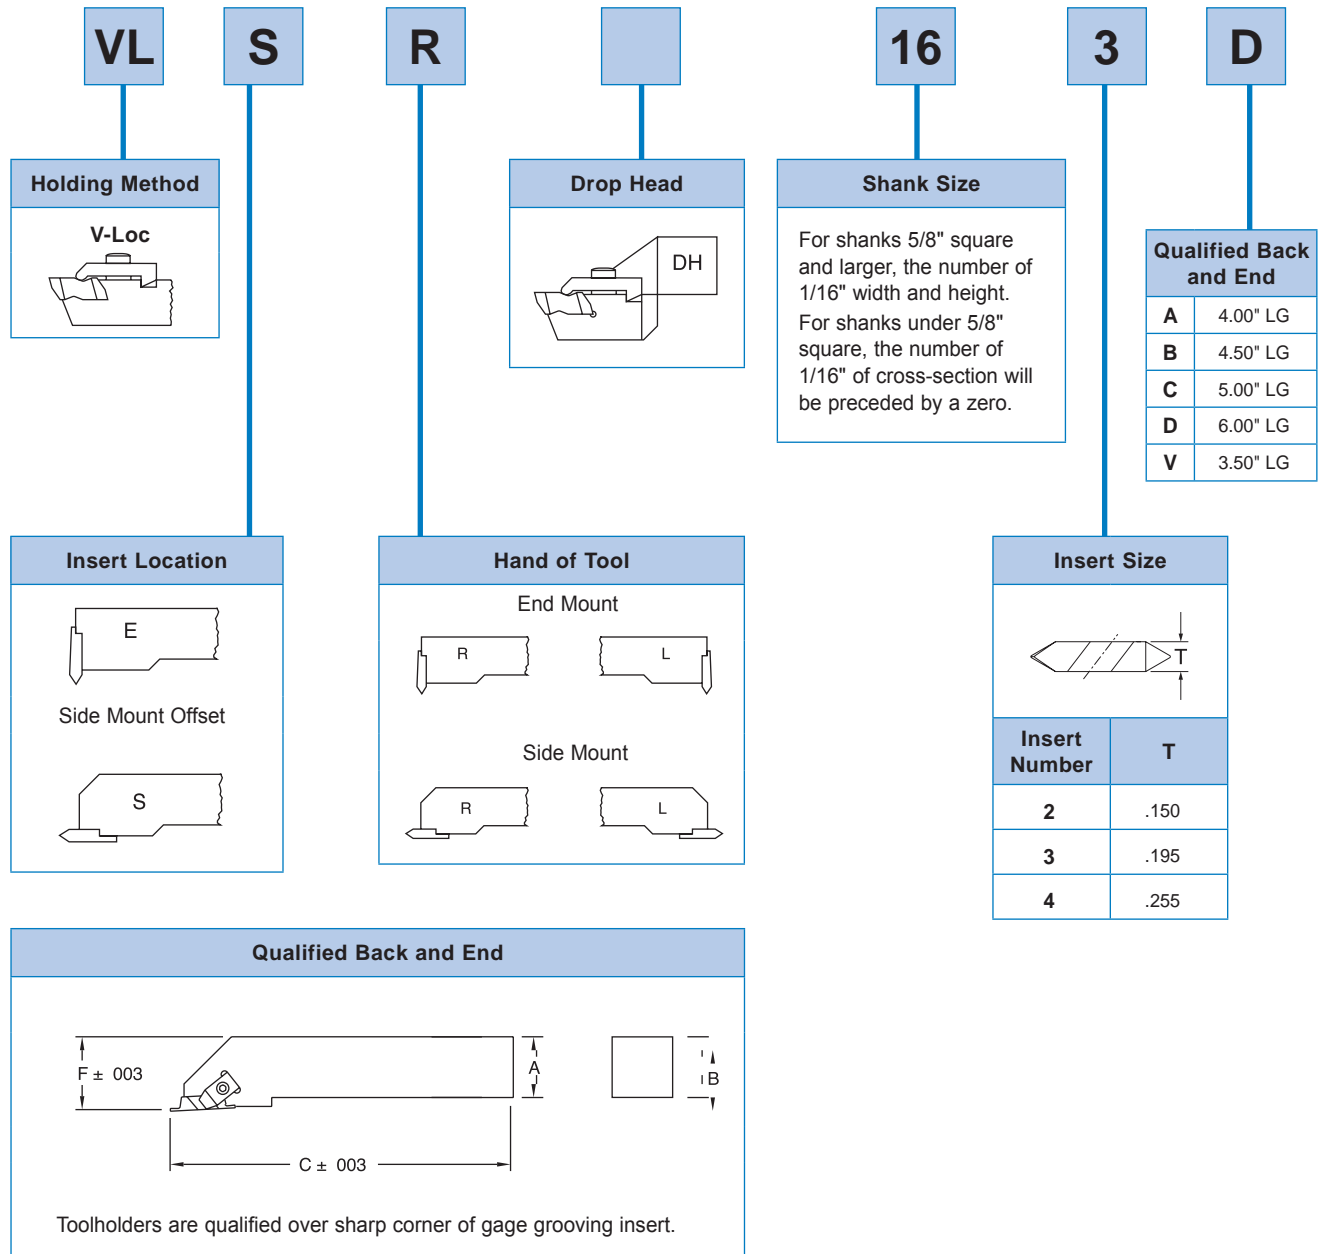 VL S R 16 3 D
Holding Method
V-Loc
Drop Head
DH
Shank Size
For shanks 5/8" square
and larger, the number of
1/16" width and height.
For shanks under 5/8"
square, the number of
1/16" of cross-section will
be preceded by a zero.
Qualified Back
and End
A 4.00" LG
B 4.50" LG
C 5.00" LG
D 6.00" LG
V 3.50" LG
Insert Location
E
Side Mount Offset
S
Hand of Tool
End Mount
R L
Side Mount
R L
Insert Size
T
Insert
Number
T
2 .150
3 .195
4 .255
Qualified Back and End
F ± 003
A
B
C ± 003
Toolholders are qualified over sharp corner of gage grooving insert.